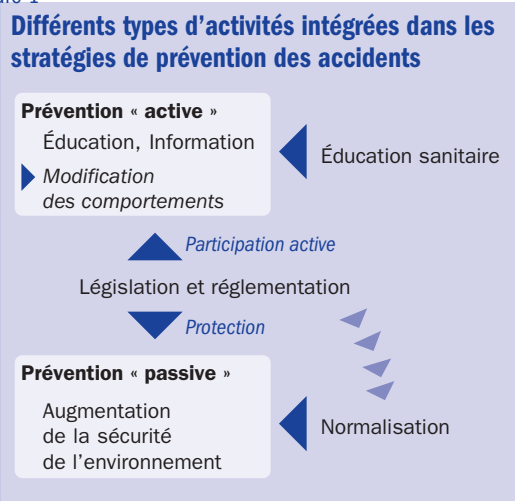 Différents types d’activités intégrées dans les
stratégies de prévention des accidents
Prévention « active »
Éducation, Information
Modification
des comportements
Éducation sanitaire
Participation active
Législation et réglementation
Protection
Prévention « passive »
Augmentation
de la sécurité
de l’environnement
Normalisation